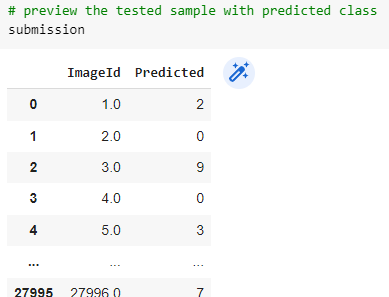 # preview the tested sample with predicted class
submission
ImageId Predicted
0 1.0 2
1 2.0 0
2 3.0 9
3 4.0 0
4 5.0 3
... ... ...
27995 27996.0 7